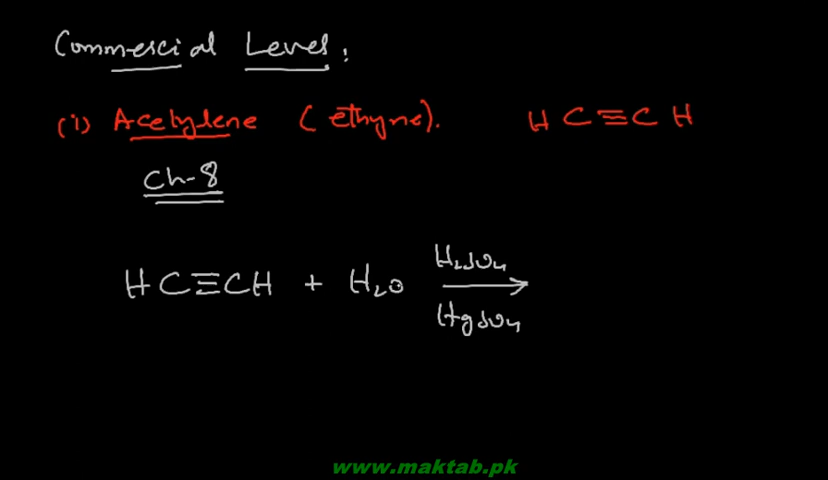 Commercial Level:
(i) Acetylene (ethyne). HC≡CH
Ch-8
HC≡CH + H₂O
H₂SO₄
HgSO₄
www.maktab.pk